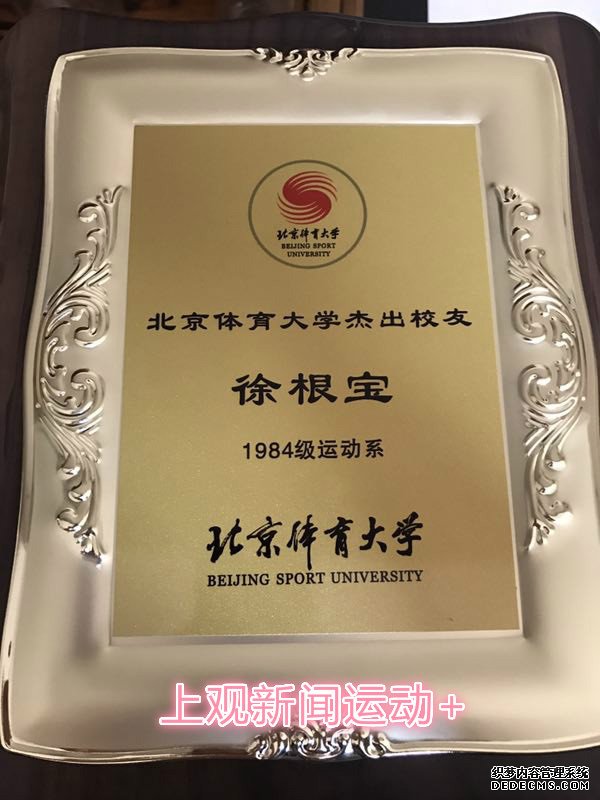 北京体育大学
BEIJING SPORT
UNIVERSITY
北京体育大学杰出校友
徐根宝
1984级运动系
北京体育大学
BEIJING SPORT UNIVERSITY
上观新闻运动+
织梦内容管理系统
DEDECMS.COM